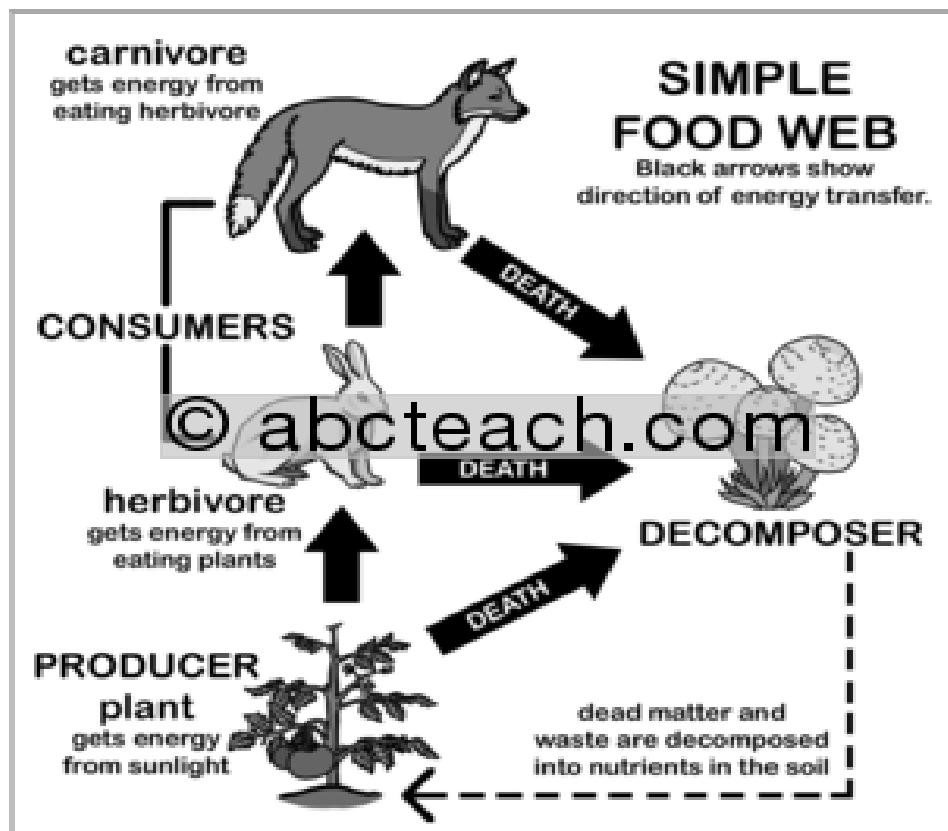 carnivore
gets energy from
eating herbivore
SIMPLE
FOOD WEB
Black arrows show
direction of energy transfer.
DEATH
CONSUMERS
© abcteach.com
DEATH
herbivore
gets energy from
eating plants
DECOMPOSER
DEATH
PRODUCER
plant
gets energy
from sunlight
dead matter and
waste are decomposed
into nutrients in the soil